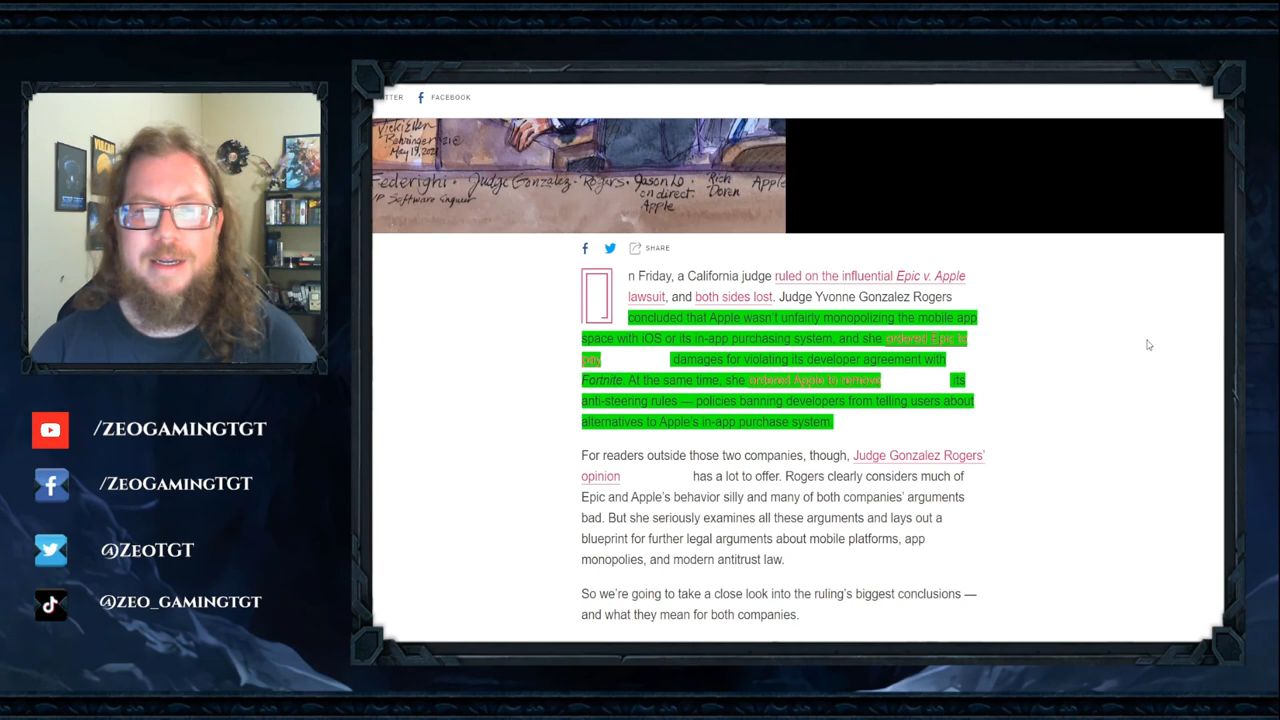 TTER FACEBOOK
VickiEllen
Behringer
May 19, 2021
Federighi · Judge Gonzalez · Rogers · Jason Lo · Rich Apple
VP Software on direct. Doren
Apple
SHARE
n Friday, a California judge ruled on the influential Epic v. Apple
lawsuit, and both sides lost. Judge Yvonne Gonzalez Rogers
concluded that Apple wasn't unfairly monopolizing the mobile app
space with iOS or its in-app purchasing system, and she ordered Epic to
pay damages for violating its developer agreement with
Fortnite. At the same time, she ordered Apple to remove its
anti-steering rules — policies banning developers from telling users about
alternatives to Apple's in-app purchase system.
For readers outside those two companies, though, Judge Gonzalez Rogers'
opinion has a lot to offer. Rogers clearly considers much of
Epic and Apple's behavior silly and many of both companies' arguments
bad. But she seriously examines all these arguments and lays out a
blueprint for further legal arguments about mobile platforms, app
monopolies, and modern antitrust law.
So we're going to take a close look into the ruling's biggest conclusions —
and what they mean for both companies.
VULCAN
/ZEOGAMINGTGT
/ZEOGAMINGTGT
@ZEOTGT
@ZEO_GAMINGTGT